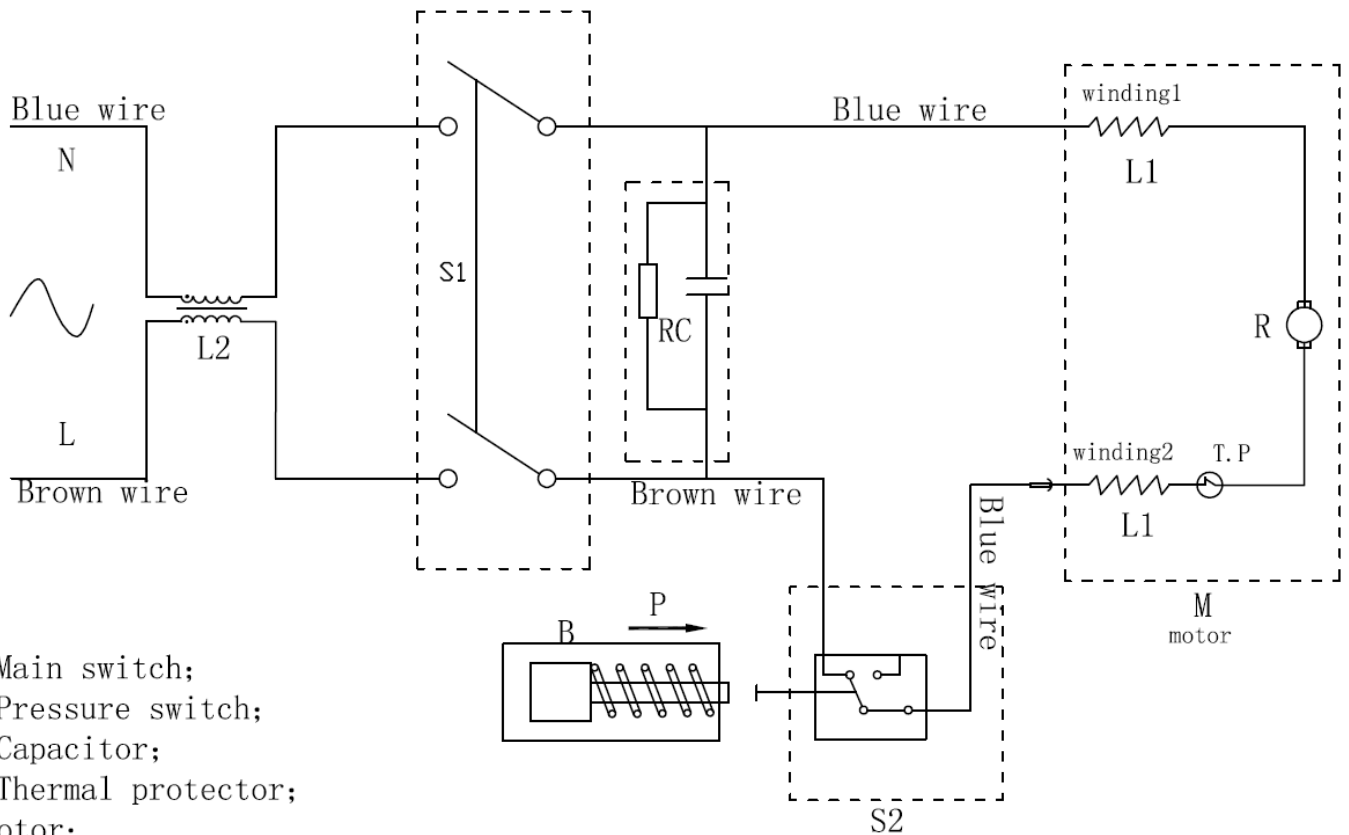 Blue wire
N
L
Brown wire
L2
S1
RC
Blue wire
Brown wire
winding1
L1
R
winding2
T.P
L1
Blue wire
M
motor
P
B
S2
Main switch;
Pressure switch;
Capacitor;
Thermal protector;
otor;